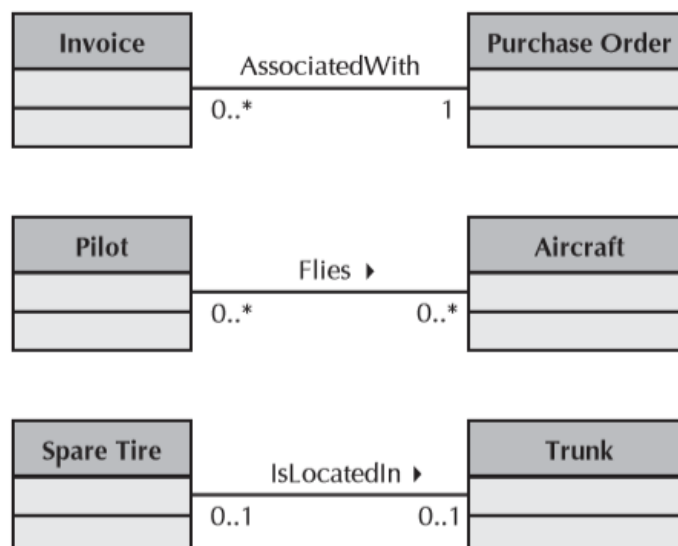 Invoice
AssociatedWith
Purchase Order
0..*
1
Pilot
Flies
Aircraft
0..*
0..*
Spare Tire
IsLocatedIn
Trunk
0..1
0..1